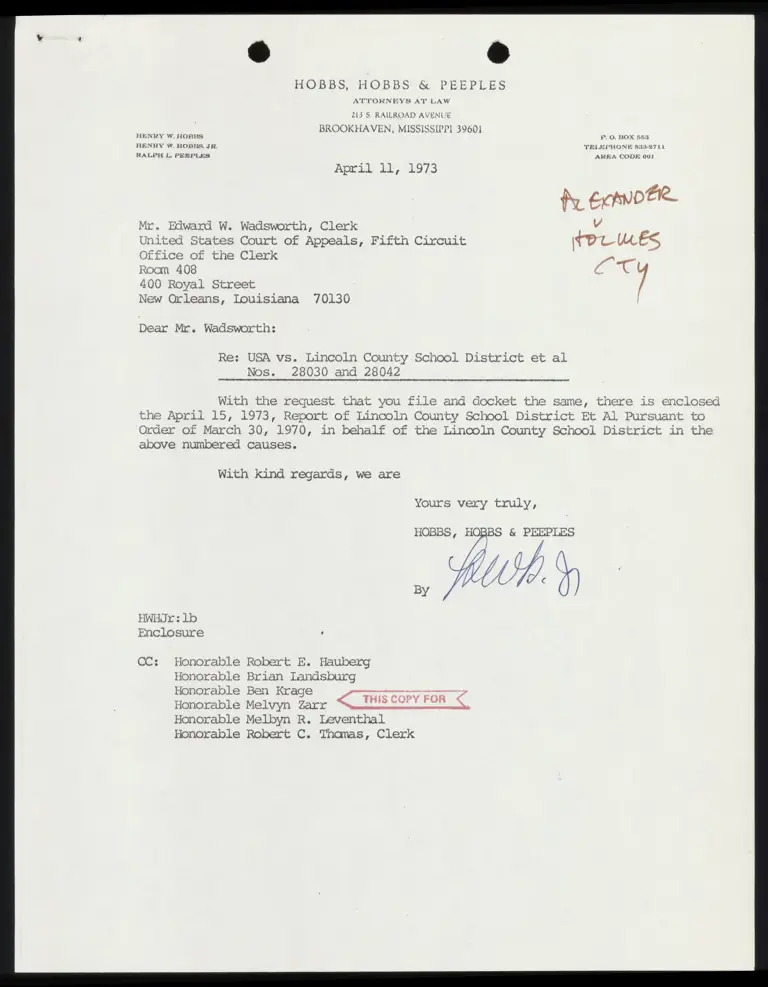 HOBBS, HOBBS & PEEPLES
ATTORNEYS AT LAW
215 S. RAILROAD AVENUE
BROOKHAVEN, MISSISSIPPI 39601
HENRY W. HOBBS
HENRY W. HOBBS, JR.
RALPH L. PEEPLES
P. O. BOX 553
TELEPHONE 833-2711
AREA CODE 601
April 11, 1973
ALEXANDER
v
HOLMES
CTY
Mr. Edward W. Wadsworth, Clerk
United States Court of Appeals, Fifth Circuit
Office of the Clerk
Room 408
400 Royal Street
New Orleans, Louisiana 70130
Dear Mr. Wadsworth:
Re: USA vs. Lincoln County School District et al
Nos. 28030 and 28042
With the request that you file and docket the same, there is enclosed
the April 15, 1973, Report of Lincoln County School District Et Al Pursuant to
Order of March 30, 1970, in behalf of the Lincoln County School District in the
above numbered causes.
With kind regards, we are
Yours very truly,
HOBBS, HOBBS & PEEPLES
By
HWHJr:lb
Enclosure
CC: Honorable Robert E. Hauberg
Honorable Brian Landsburg
Honorable Ben Krage
Honorable Melvyn Zarr THIS COPY FOR
Honorable Melbyn R. Leventhal
Honorable Robert C. Thomas, Clerk